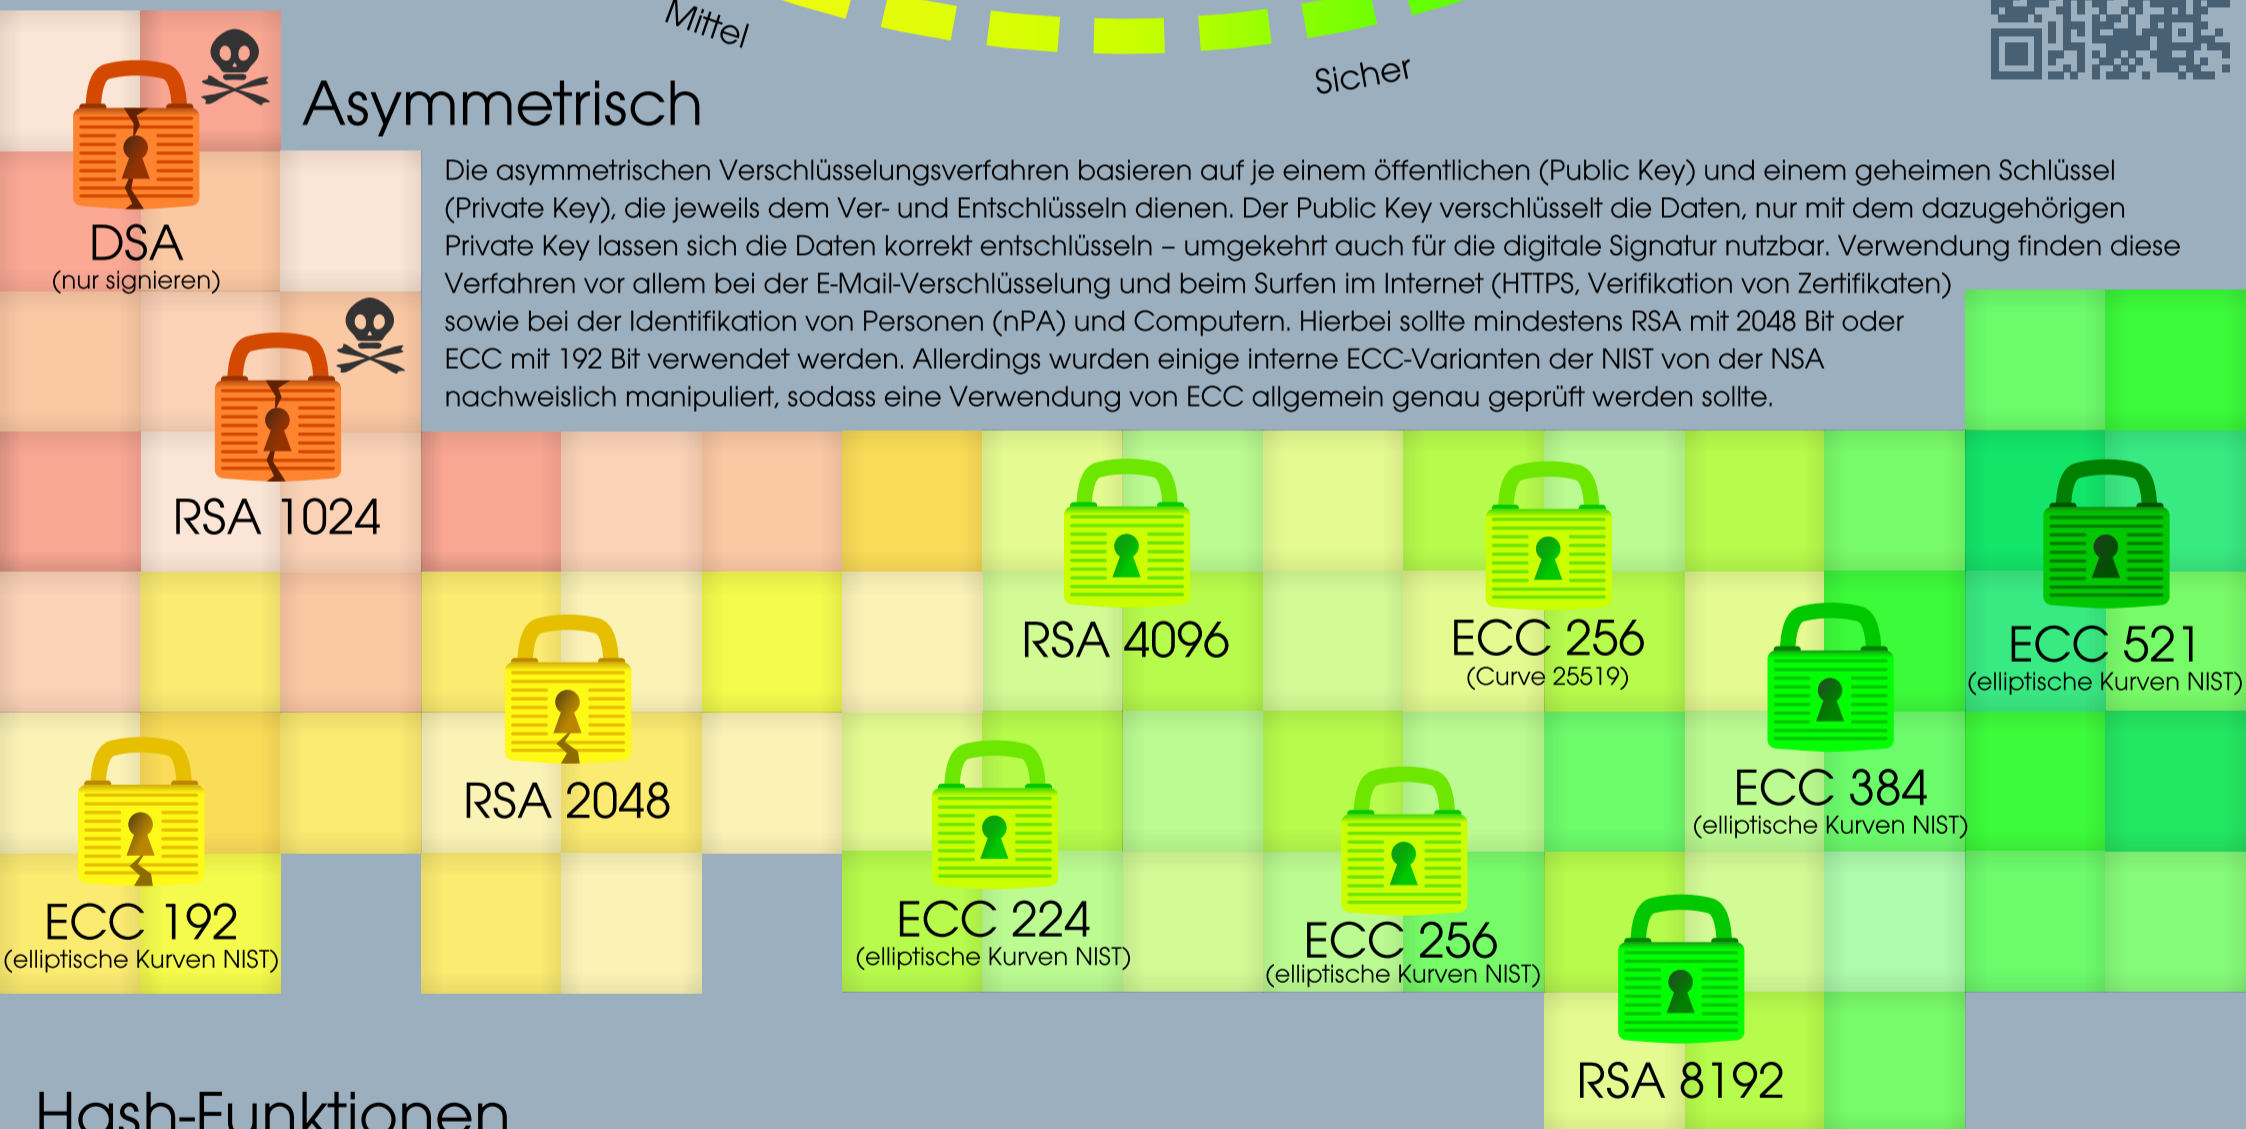 Mittel
Sicher
Asymmetrisch
Die asymmetrischen Verschlüsselungsverfahren basieren auf je einem öffentlichen (Public Key) und einem geheimen Schlüssel
(Private Key), die jeweils dem Ver- und Entschlüsseln dienen. Der Public Key verschlüsselt die Daten, nur mit dem dazugehörigen
Private Key lassen sich die Daten korrekt entschlüsseln – umgekehrt auch für die digitale Signatur nutzbar. Verwendung finden diese
Verfahren vor allem bei der E-Mail-Verschlüsselung und beim Surfen im Internet (HTTPS, Verifikation von Zertifikaten)
sowie bei der Identifikation von Personen (nPA) und Computern. Hierbei sollte mindestens RSA mit 2048 Bit oder
ECC mit 192 Bit verwendet werden. Allerdings wurden einige interne ECC-Varianten der NIST von der NSA
nachweislich manipuliert, sodass eine Verwendung von ECC allgemein genau geprüft werden sollte.
DSA
(nur signieren)
RSA 1024
RSA 4096
ECC 256
(Curve 25519)
ECC 521
(elliptische Kurven NIST)
RSA 2048
ECC 384
(elliptische Kurven NIST)
ECC 192
(elliptische Kurven NIST)
ECC 224
(elliptische Kurven NIST)
ECC 256
(elliptische Kurven NIST)
RSA 8192
Hash-Funktionen